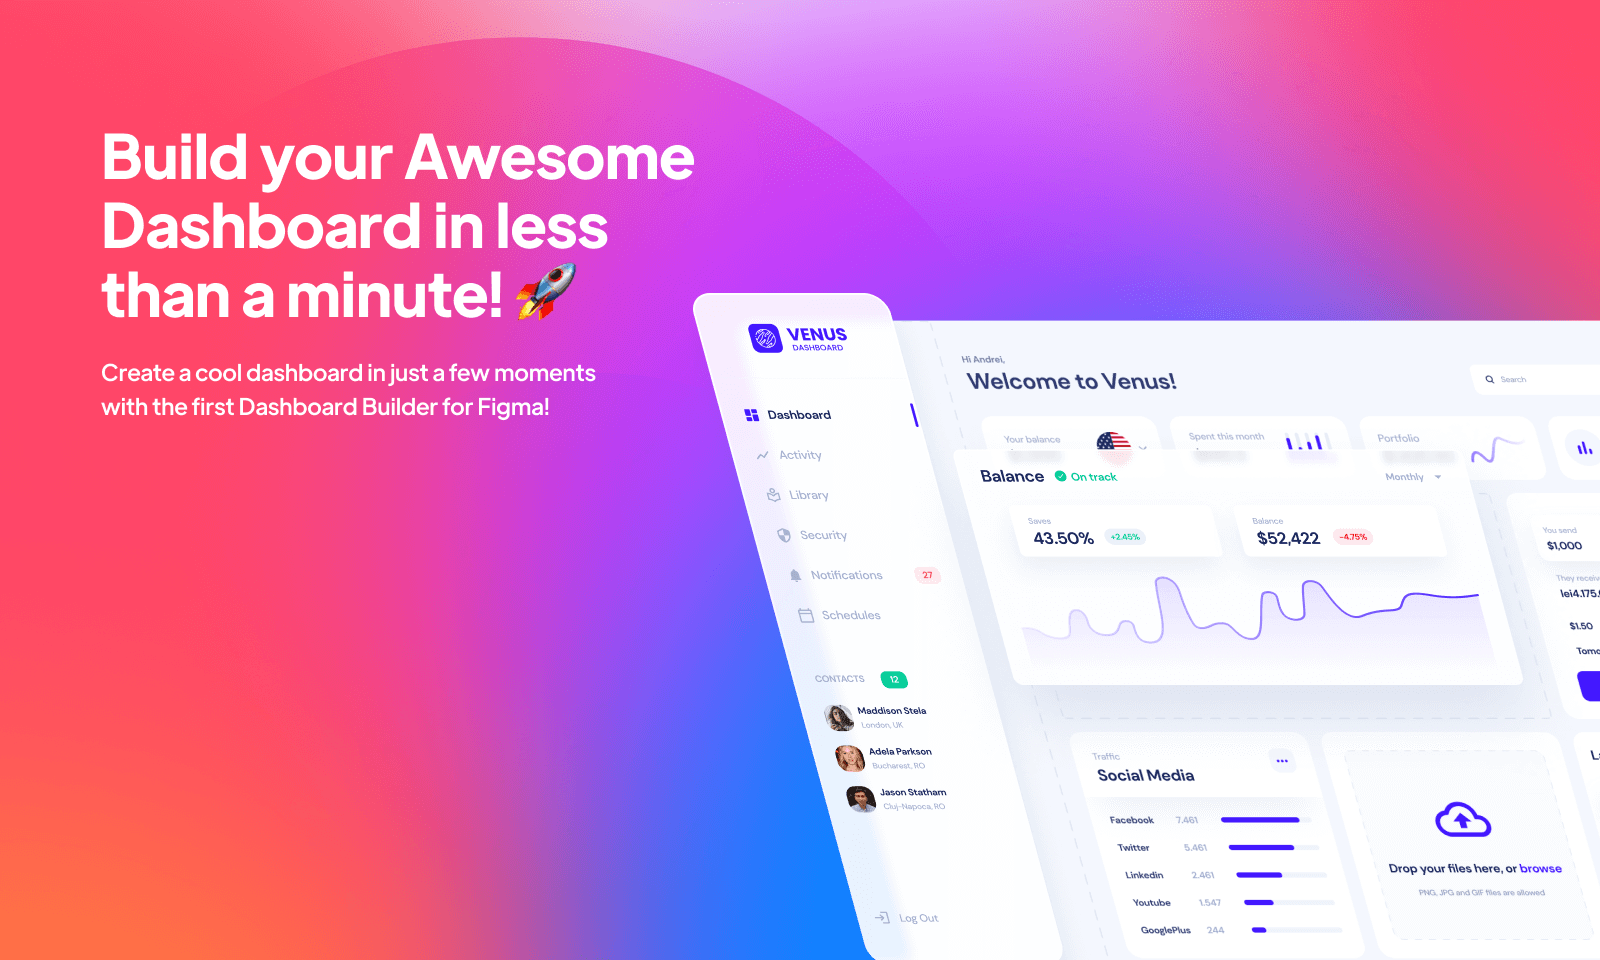 Build your Awesome
Dashboard in less
than a minute!
Create a cool dashboard in just a few moments
with the first Dashboard Builder for Figma!
VENUS
DASHBOARD
Dashboard
Activity
Library
Security
Notifications 27
Schedules
CONTACTS 12
Maddison Stela
London, UK
Adela Parkson
Bucharest, RO
Jason Statham
Cluj-Napoca, RO
Log Out
Hi Andrei,
Welcome to Venus!
Search
Your balance
Spent this month
Portfolio
Balance On track
Monthly
Saves
43.50% +2.45%
Balance
$52,422 -4.75%
You send
$1,000
They
lei4.175
$1.50
Traffic
Social Media
Facebook 7.461
Twitter 5.461
Linkedin 2.461
Youtube 1.547
GooglePlus 244
Drop your files here, or browse
PNG, JPG and GIF files are allowed